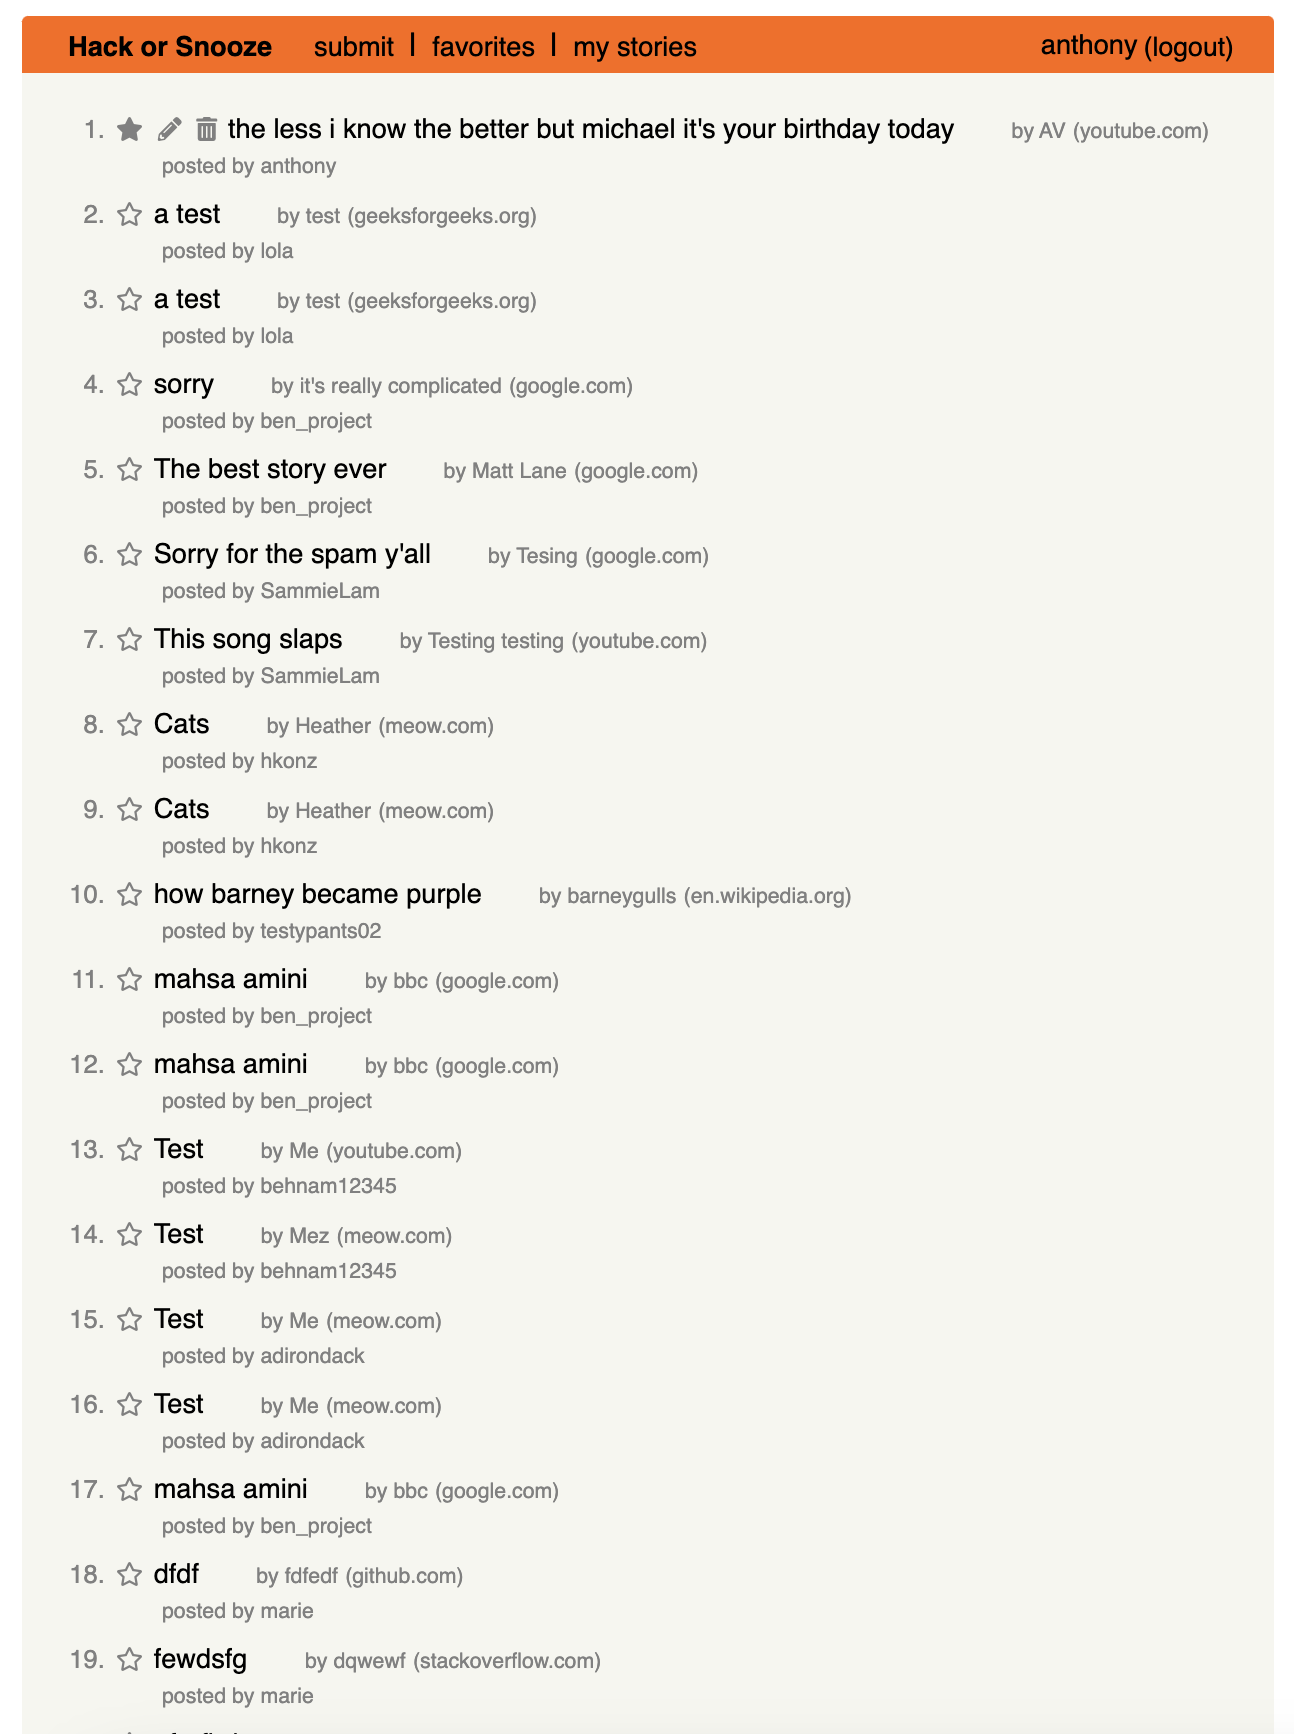 Hack or Snooze submit | favorites | my stories anthony (logout)
1. the less i know the better but michael it's your birthday today by AV (youtube.com)
posted by anthony
2. a test by test (geeksforgeeks.org)
posted by lola
3. a test by test (geeksforgeeks.org)
posted by lola
4. sorry by it's really complicated (google.com)
posted by ben_project
5. The best story ever by Matt Lane (google.com)
posted by ben_project
6. Sorry for the spam y'all by Tesing (google.com)
posted by SammieLam
7. This song slaps by Testing testing (youtube.com)
posted by SammieLam
8. Cats by Heather (meow.com)
posted by hkonz
9. Cats by Heather (meow.com)
posted by hkonz
10. how barney became purple by barneygulls (en.wikipedia.org)
posted by testypants02
11. mahsa amini by bbc (google.com)
posted by ben_project
12. mahsa amini by bbc (google.com)
posted by ben_project
13. Test by Me (youtube.com)
posted by behnam12345
14. Test by Mez (meow.com)
posted by behnam12345
15. Test by Me (meow.com)
posted by adirondack
16. Test by Me (meow.com)
posted by adirondack
17. mahsa amini by bbc (google.com)
posted by ben_project
18. dfdf by fdfedf (github.com)
posted by marie
19. fewdsfg by dqwewf (stackoverflow.com)
posted by marie